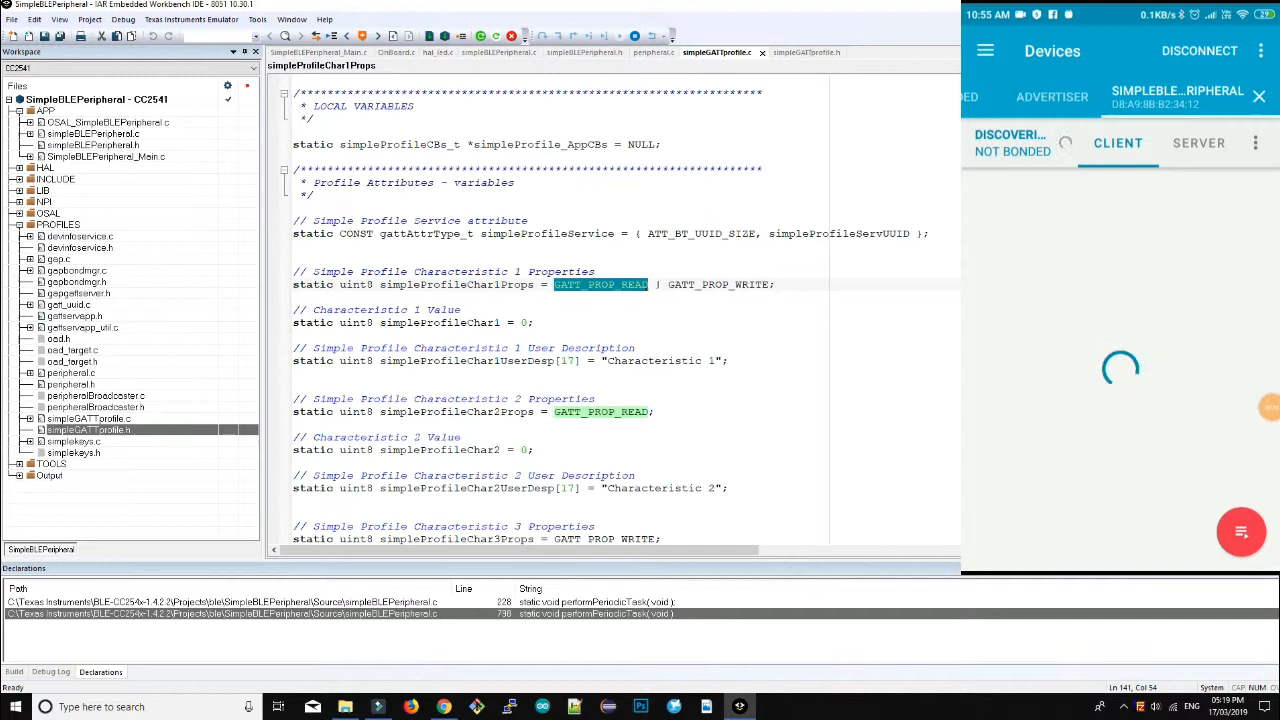 SimpleBLEPeripheral - IAR Embedded Workbench IDE - 8051 10.30.1
File Edit View Project Debug Texas Instruments Emulator Tools Window Help
Workspace
CC2541
Files
SimpleBLEPeripheral - CC2541
APP
OSAL_SimpleBLEPeripheral.c
simpleBLEPeripheral.c
simpleBLEPeripheral.h
SimpleBLEPeripheral_Main.c
HAL
INCLUDE
LIB
NPI
OSAL
PROFILES
devinfoservice.c
devinfoservice.h
gap.c
gapbondmgr.c
gapbondmgr.h
gapgattserver.h
gatt_uuid.c
gattservapp.h
gattservapp_util.c
oad.h
oad_target.c
oad_target.h
peripheral.c
peripheral.h
peripheralBroadcaster.c
peripheralBroadcaster.h
simpleGATTprofile.c
simpleGATTprofile.h
simplekeys.c
simplekeys.h
TOOLS
Output
SimpleBLEPeripheral
SimpleBLEPeripheral_Main.c OnBoard.c hal_led.c simpleBLEPeripheral.c simpleBLEPeripheral.h peripheral.c simpleGATTprofile.c simpleGATTprofile.h
simpleProfileChar1Props
/*********************************************************************
* LOCAL VARIABLES
*/
static simpleProfileCBs_t *simpleProfile_AppCBs = NULL;
/*********************************************************************
* Profile Attributes - variables
*/
// Simple Profile Service attribute
static CONST gattAttrType_t simpleProfileService = { ATT_BT_UUID_SIZE, simpleProfileServUUID };
// Simple Profile Characteristic 1 Properties
static uint8 simpleProfileChar1Props = GATT_PROP_READ | GATT_PROP_WRITE;
// Characteristic 1 Value
static uint8 simpleProfileChar1 = 0;
// Simple Profile Characteristic 1 User Description
static uint8 simpleProfileChar1UserDesp[17] = "Characteristic 1";
// Simple Profile Characteristic 2 Properties
static uint8 simpleProfileChar2Props = GATT_PROP_READ;
// Characteristic 2 Value
static uint8 simpleProfileChar2 = 0;
// Simple Profile Characteristic 2 User Description
static uint8 simpleProfileChar2UserDesp[17] = "Characteristic 2";
// Simple Profile Characteristic 3 Properties
static uint8 simpleProfileChar3Props = GATT_PROP_WRITE;
10:55 AM 0.1KB/s 29
Devices DISCONNECT
DED ADVERTISER SIMPLEBLE...RIPHERAL
D8:A9:8B:B2:34:12
DISCOVERI...
NOT BONDED
CLIENT SERVER
Declarations
Path Line String
C:\Texas Instruments\BLE-CC254x-1.4.2.2\Projects\ble\SimpleBLEPeripheral\Source\simpleBLEPeripheral.c 228 static void performPeriodicTask( void );
C:\Texas Instruments\BLE-CC254x-1.4.2.2\Projects\ble\SimpleBLEPeripheral\Source\simpleBLEPeripheral.c 798 static void performPeriodicTask( void )
Build Debug Log Declarations
Ready Ln 141, Col 54 System CAP NUM
Type here to search
ENG
05:19 PM
17/03/2019